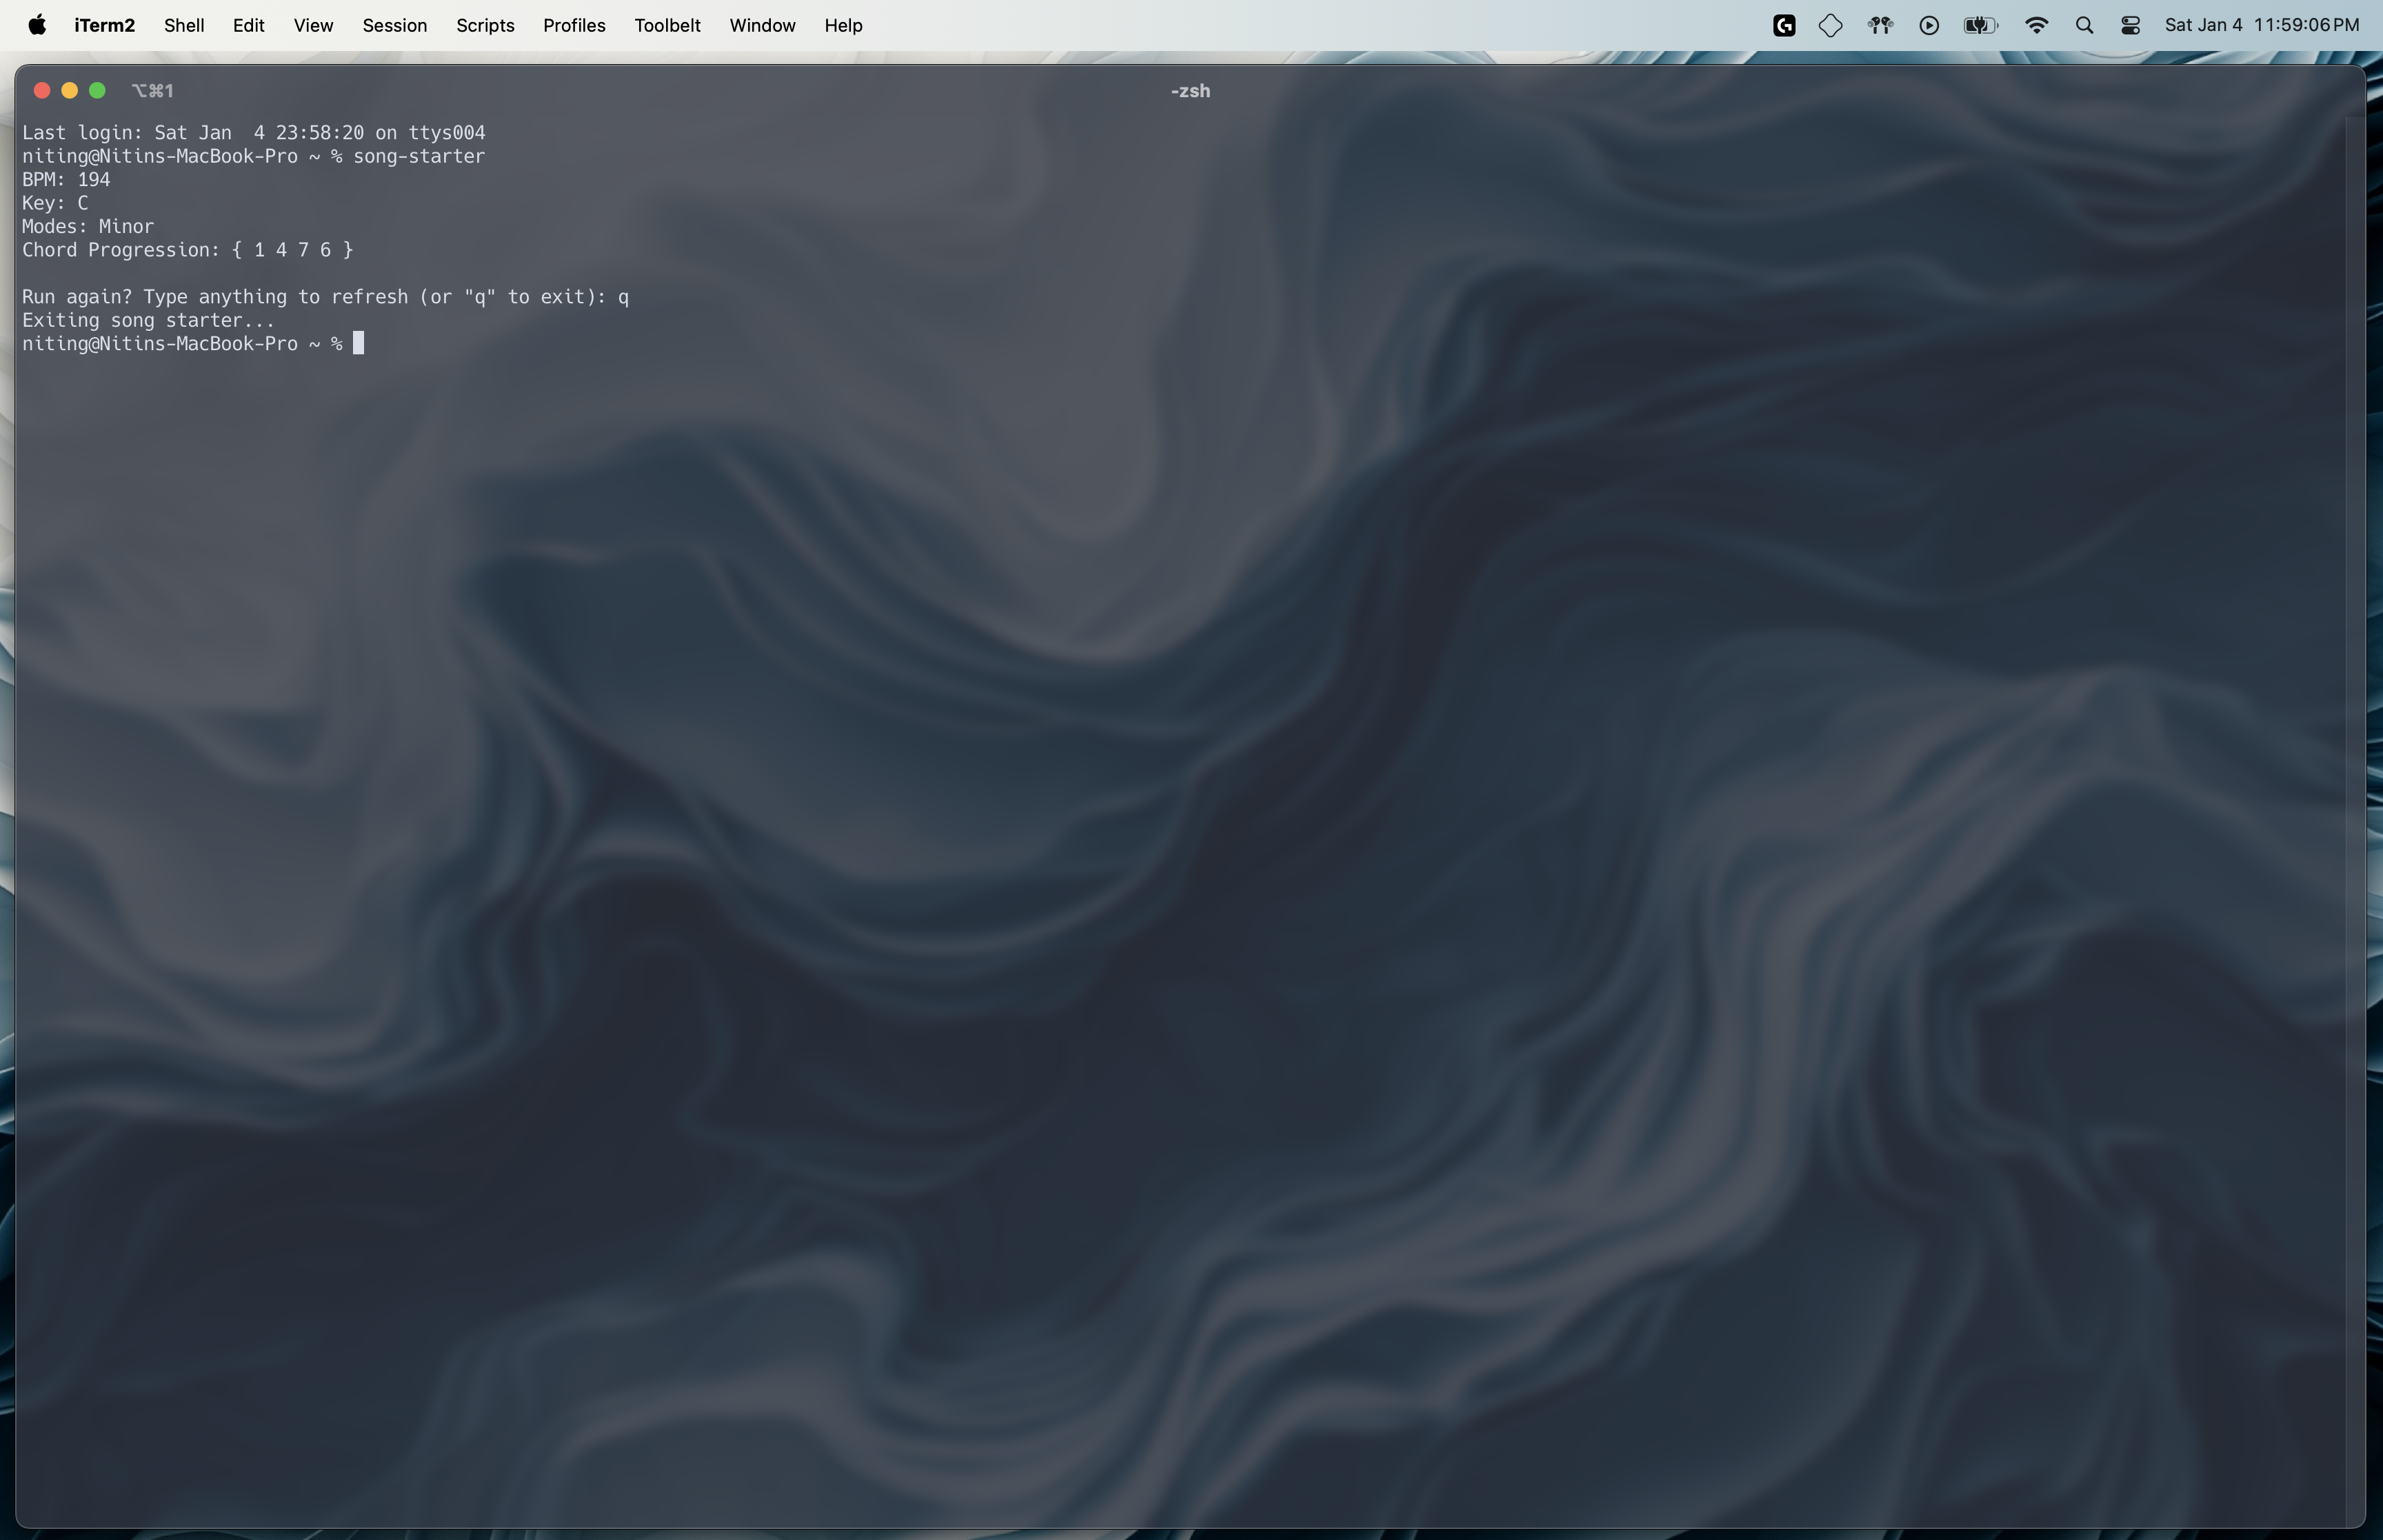 iTerm2 Shell Edit View Session Scripts Profiles Toolbelt Window Help Sat Jan 4 11:59:06 PM
⌥⌘1 -zsh
Last login: Sat Jan  4 23:58:20 on ttys004
niting@Nitins-MacBook-Pro ~ % song-starter
BPM: 194
Key: C
Modes: Minor
Chord Progression: { 1 4 7 6 }
Run again? Type anything to refresh (or "q" to exit): q
Exiting song starter...
niting@Nitins-MacBook-Pro ~ %